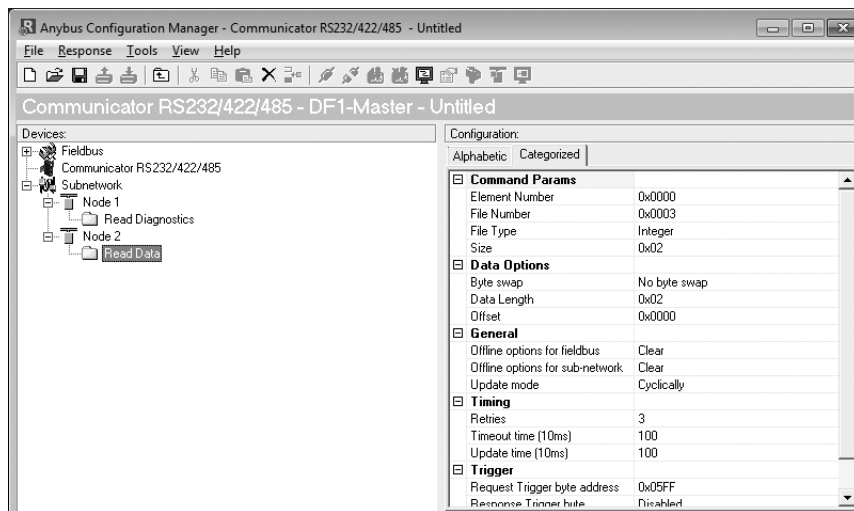 Anybus Configuration Manager - Communicator RS232/422/485 - Untitled
File Response Tools View Help
Communicator RS232/422/485 - DF1-Master - Untitled
Devices:
Fieldbus
Communicator RS232/422/485
Subnetwork
Node 1
Read Diagnostics
Node 2
Read Data
Configuration:
Alphabetic Categorized
Command Params
Element Number 0x0000
File Number 0x0003
File Type Integer
Size 0x02
Data Options
Byte swap No byte swap
Data Length 0x02
Offset 0x0000
General
Offline options for fieldbus Clear
Offline options for sub-network Clear
Update mode Cyclically
Timing
Retries 3
Timeout time (10ms) 100
Update time (10ms) 100
Trigger
Request Trigger byte address 0x05FF
Response Trigger byte Disabled